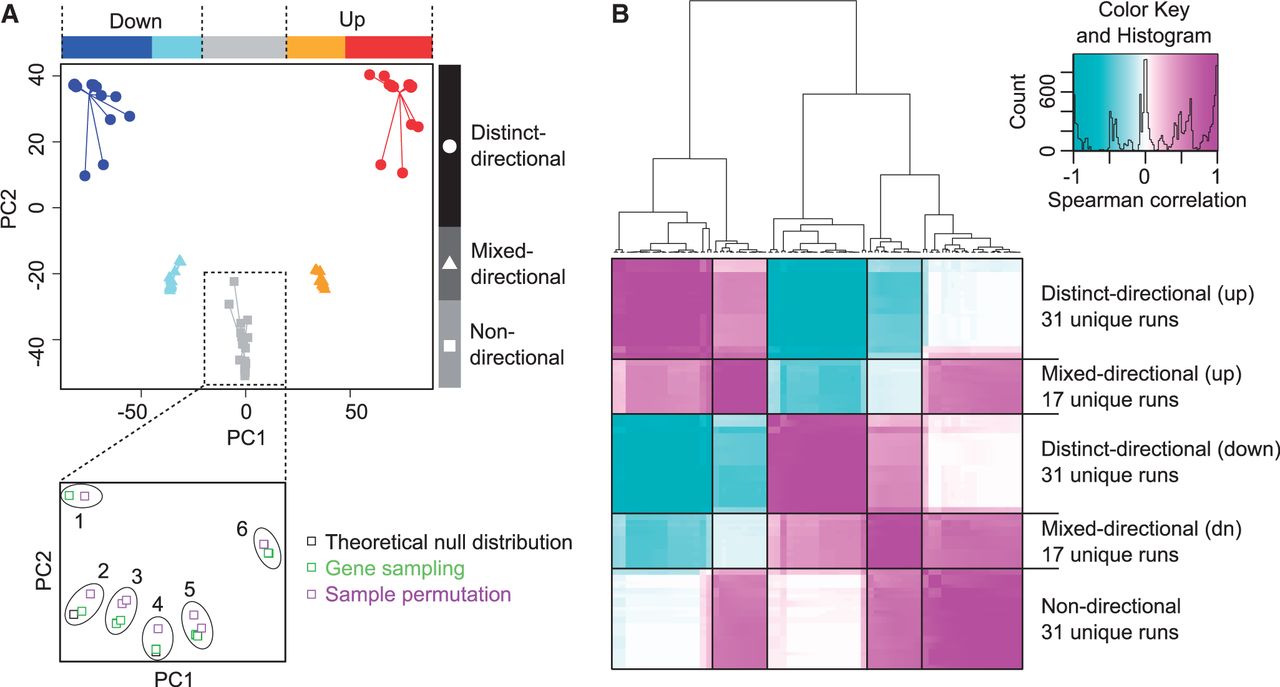 A
Down
Up
40
20
0
-20
-40
PC2
-50
0
50
PC1
Distinct-
directional
Mixed-
directional
Non-
directional
1
2
3
4
5
6
PC2
PC1
Theoretical null distribution
Gene sampling
Sample permutation
B
Color Key
and Histogram
Count
600
0
-1
0
1
Spearman correlation
Distinct-directional (up)
31 unique runs
Mixed-directional (up)
17 unique runs
Distinct-directional (down)
31 unique runs
Mixed-directional (dn)
17 unique runs
Non-directional
31 unique runs